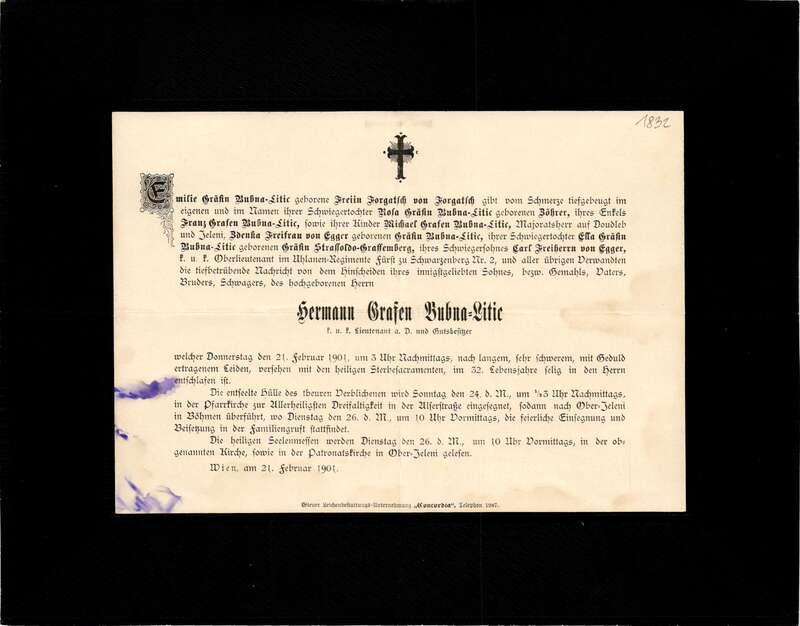 1832
Emilie Gräfin Bubna-Litic geborene Freiin Forgatsch von Forgatsch gibt vom Schmerze tiefgebeugt im
eigenen und im Namen ihrer Schwiegertochter Rosa Gräfin Bubna-Litic geborenen Zöhrer, ihres Enkels
Franz Grafen Bubna-Litic, sowie ihrer Kinder Michael Grafen Bubna-Litic, Majoratsherr auf Doudleb
und Jeleni, Zdenka Freifrau von Egger geborenen Gräfin Bubna-Litic, ihrer Schwiegertochter Elsa Gräfin
Bubna-Litic geborenen Gräfin Strassoldo-Graffemberg, ihres Schwiegersohnes Carl Freiherrn von Egger,
k. u. k. Oberlieutenant im Uhlanen-Regimente Fürst zu Schwarzenberg Nr. 2, und aller übrigen Verwandten
die tiefbetrübende Nachricht von dem Hinscheiden ihres innigstgeliebten Sohnes, bezw. Gemahls, Vaters,
Bruders, Schwagers, des hochgeborenen Herrn
Hermann Grafen Bubna-Litic
k. u. k. Lieutenant a. D. und Gutsbesitzer
welcher Donnerstag den 21. Februar 1901, um 3 Uhr Nachmittags, nach langem, sehr schwerem, mit Geduld
ertragenem Leiden, versehen mit den heiligen Sterbesacramenten, im 32. Lebensjahre selig in den Herrn
entschlafen ist.
Die entseelte Hülle des theuren Verblichenen wird Sonntag den 24. d. M., um ½3 Uhr Nachmittags,
in der Pfarrkirche zur Allerheiligsten Dreifaltigkeit in der Alserstraße eingesegnet, sodann nach Ober-Jeleni
in Böhmen überführt, wo Dienstag den 26. d. M., um 10 Uhr Vormittags, die feierliche Einsegnung und
Beisetzung in der Familiengruft stattfindet.
Die heiligen Seelenmessen werden Dienstag den 26. d. M., um 10 Uhr Vormittags, in der ob-
genannten Kirche, sowie in der Patronatskirche in Ober-Jeleni gelesen.
Wien, am 21. Februar 1901.
Wiener Leichenbestattungs-Unternehmung „Concordia“, Telephon 1987.